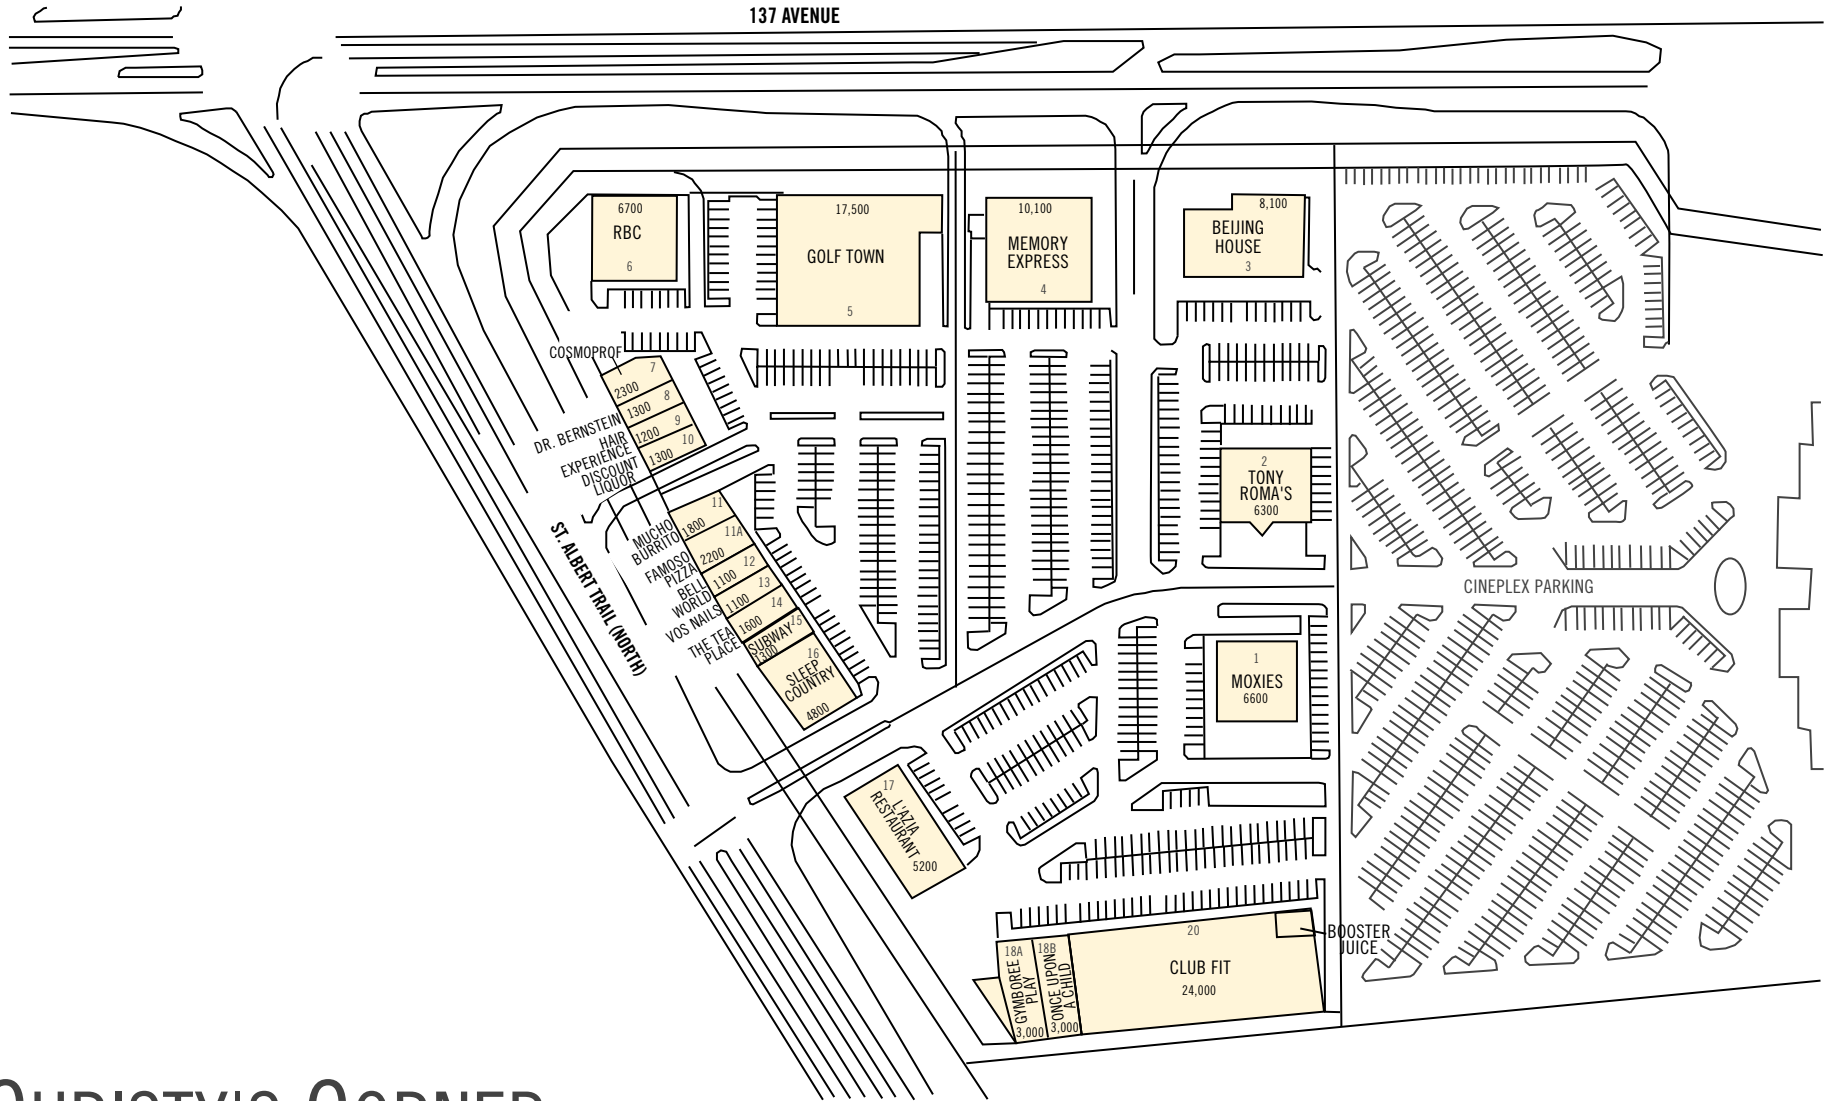 137 AVENUE
6700
RBC
6
17,500
GOLF TOWN
5
10,100
MEMORY
EXPRESS
4
8,100
BEIJING
HOUSE
3
COSMOPROF
7
2300
8
1300
DR. BERNSTEIN
9
1200
HAIR
EXPERIENCE
10
1300
DISCOUNT
LIQUOR
11
1800
MUCHO
BURRITO
11A
2200
FAMOSO
PIZZA
12
1100
BELL
WORLD
13
1100
VOS NAILS
14
1600
THE TEA
PLACE
15
SUBWAY
1300
16
SLEEP
COUNTRY
4800
ST. ALBERT TRAIL (NORTH)
2
TONY
ROMA'S
6300
CINEPLEX PARKING
1
MOXIES
6600
17
L'AZIA
RESTAURANT
5200
18A
GYMBOREE
PLAY
3,000
18B
ONCE UPON
A CHILD
3,000
20
CLUB FIT
24,000
BOOSTER
JUICE
CHRISTY'S CORNER